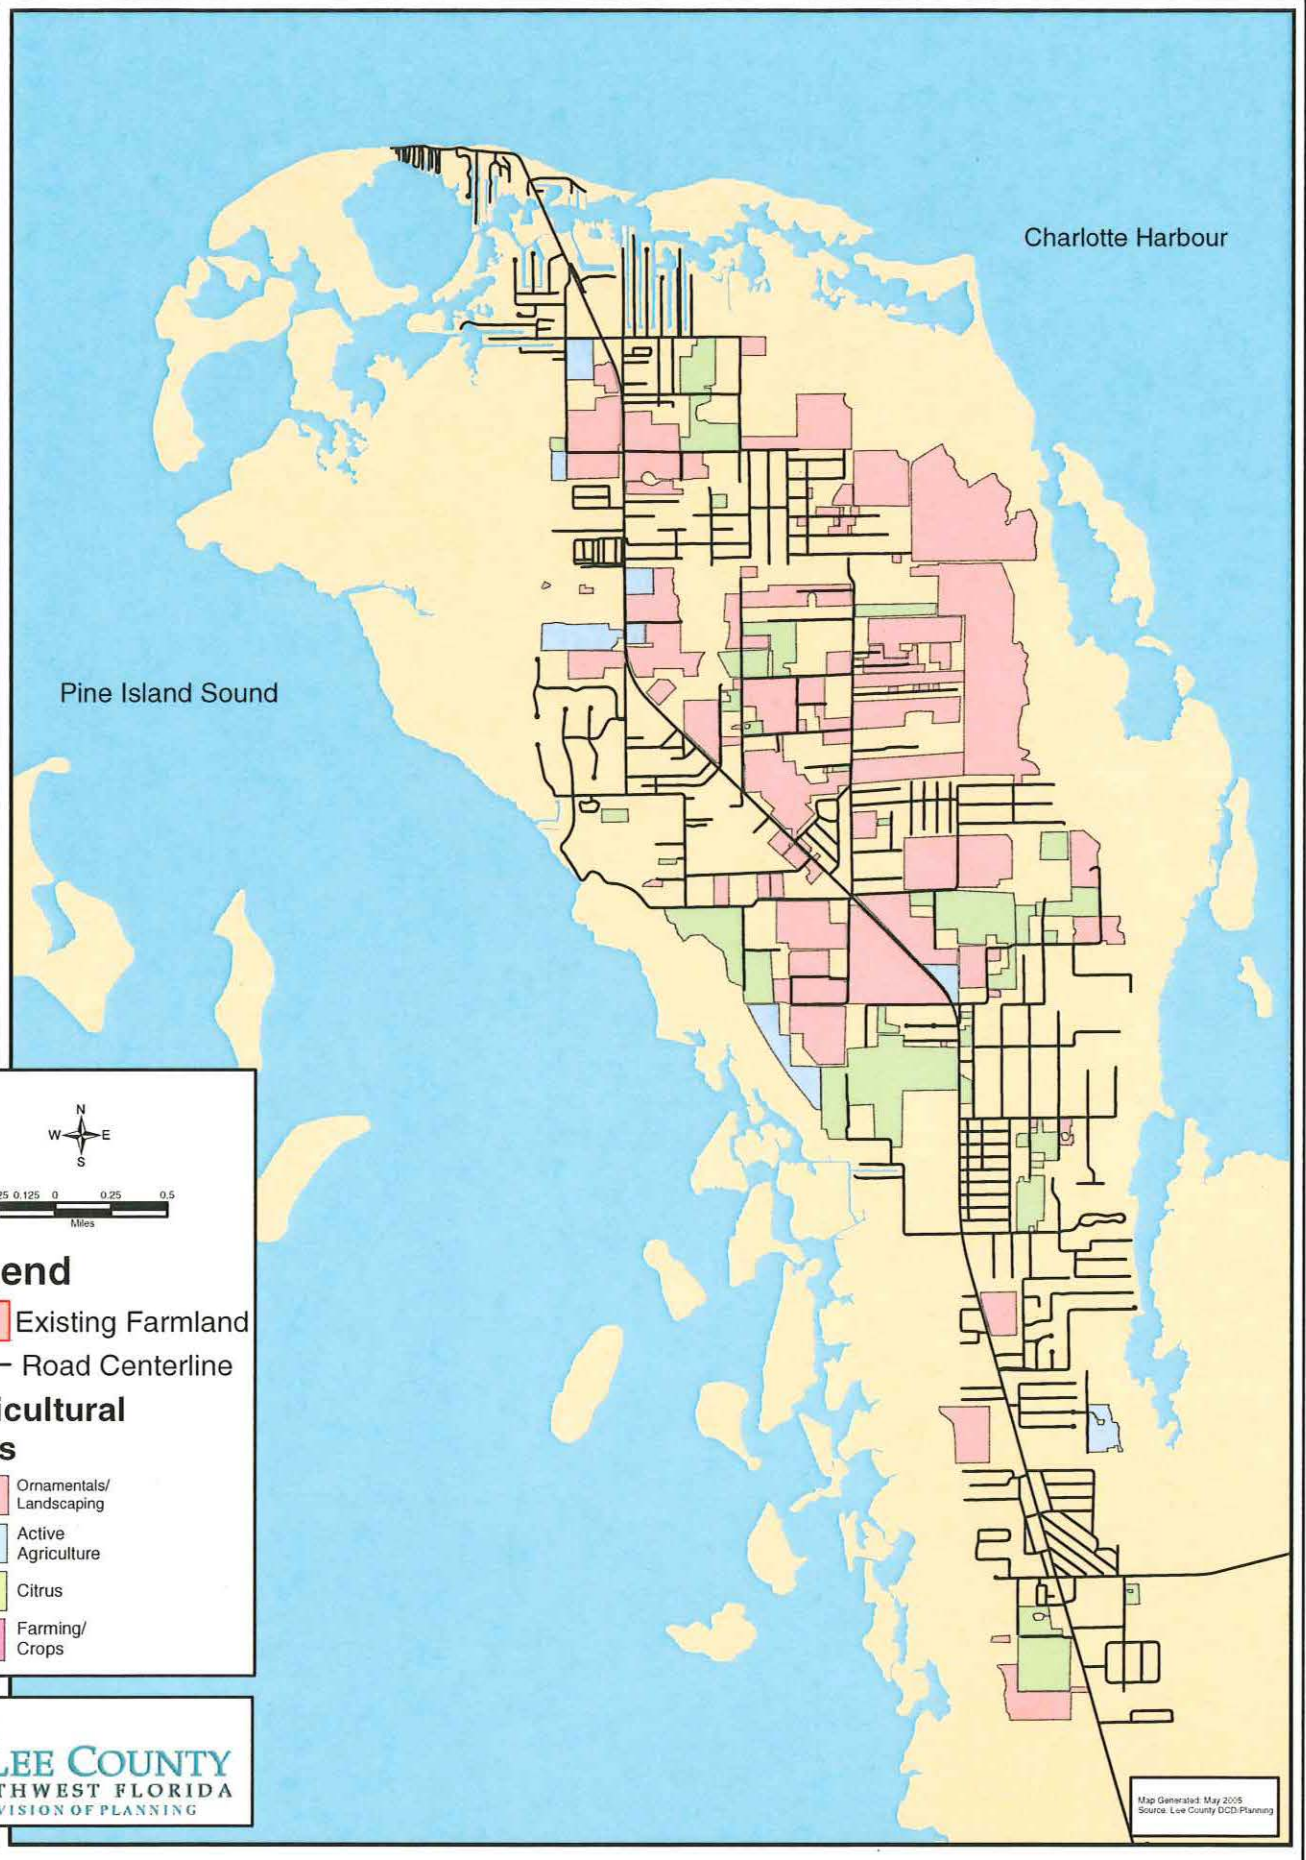 Charlotte Harbour
Pine Island Sound
N
W E
S
25 0.125 0 0.25 0.5
Miles
end
Existing Farmland
Road Centerline
icultural
s
Ornamentals/
Landscaping
Active
Agriculture
Citrus
Farming/
Crops
LEE COUNTY
THWEST FLORIDA
VISION OF PLANNING
Map Generated: May 2005
Source: Lee County DCD/Planning